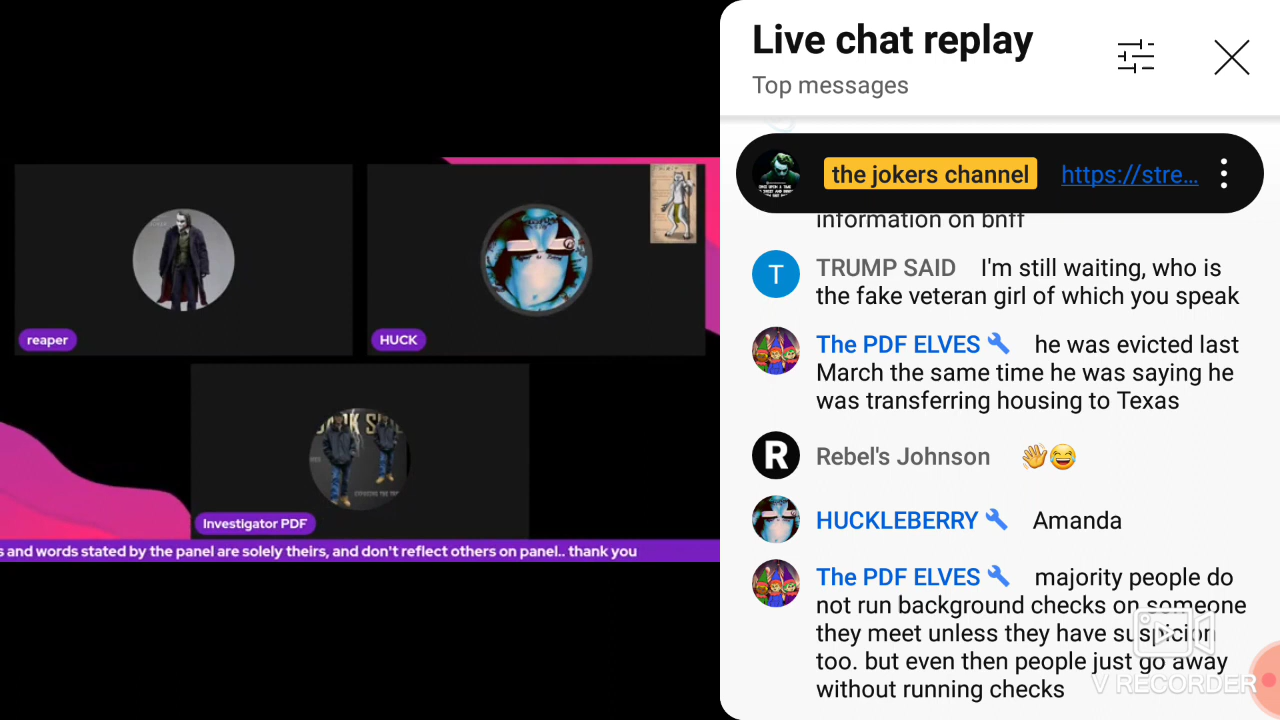 reaper
HUCK
Investigator PDF
s and words stated by the panel are solely theirs, and don't reflect others on panel.. thank you
Live chat replay
Top messages
the jokers channel https://stre...
information on bnff
TRUMP SAID I'm still waiting, who is
the fake veteran girl of which you speak
The PDF ELVES he was evicted last
March the same time he was saying he
was transferring housing to Texas
Rebel's Johnson 👋😂
HUCKLEBERRY Amanda
The PDF ELVES majority people do
not run background checks on someone
they meet unless they have suspicion
too. but even then people just go away
without running checks
V RECORDER
T
R